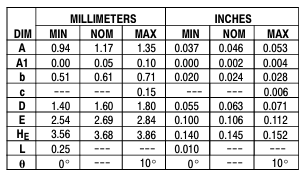 MILLIMETERS INCHES
DIM MIN NOM MAX MIN NOM MAX
A 0.94 1.17 1.35 0.037 0.046 0.053
A1 0.00 0.05 0.10 0.000 0.002 0.004
b 0.51 0.61 0.71 0.020 0.024 0.028
c --- --- 0.15 --- --- 0.006
D 1.40 1.60 1.80 0.055 0.063 0.071
E 2.54 2.69 2.84 0.100 0.106 0.112
HE 3.56 3.68 3.86 0.140 0.145 0.152
L 0.25 --- --- 0.010 --- ---
θ 0° --- 10° 0° --- 10°